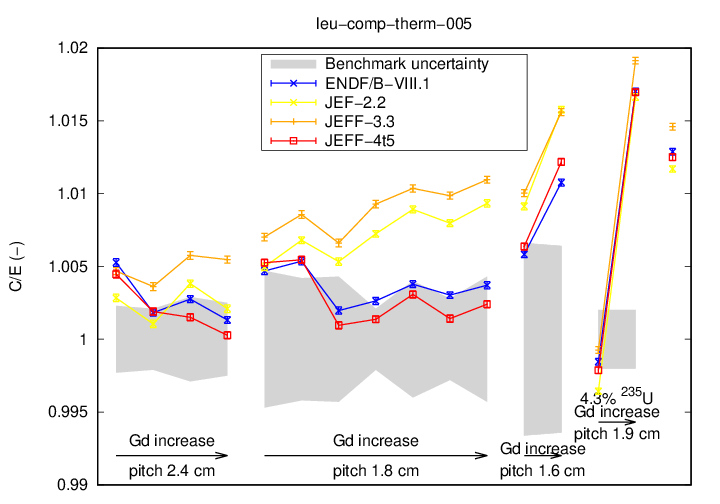 leu−comp−therm−005
1.02
1.015
1.01
1.005
1
0.995
0.99
C/E (−)
Benchmark uncertainty
ENDF/B−VIII.1
JEF−2.2
JEFF−3.3
JEFF−4t5
Gd increase
pitch 2.4 cm
Gd increase
pitch 1.8 cm
Gd increase
pitch 1.6 cm
4.3% ²³⁵U
Gd increase
pitch 1.9 cm